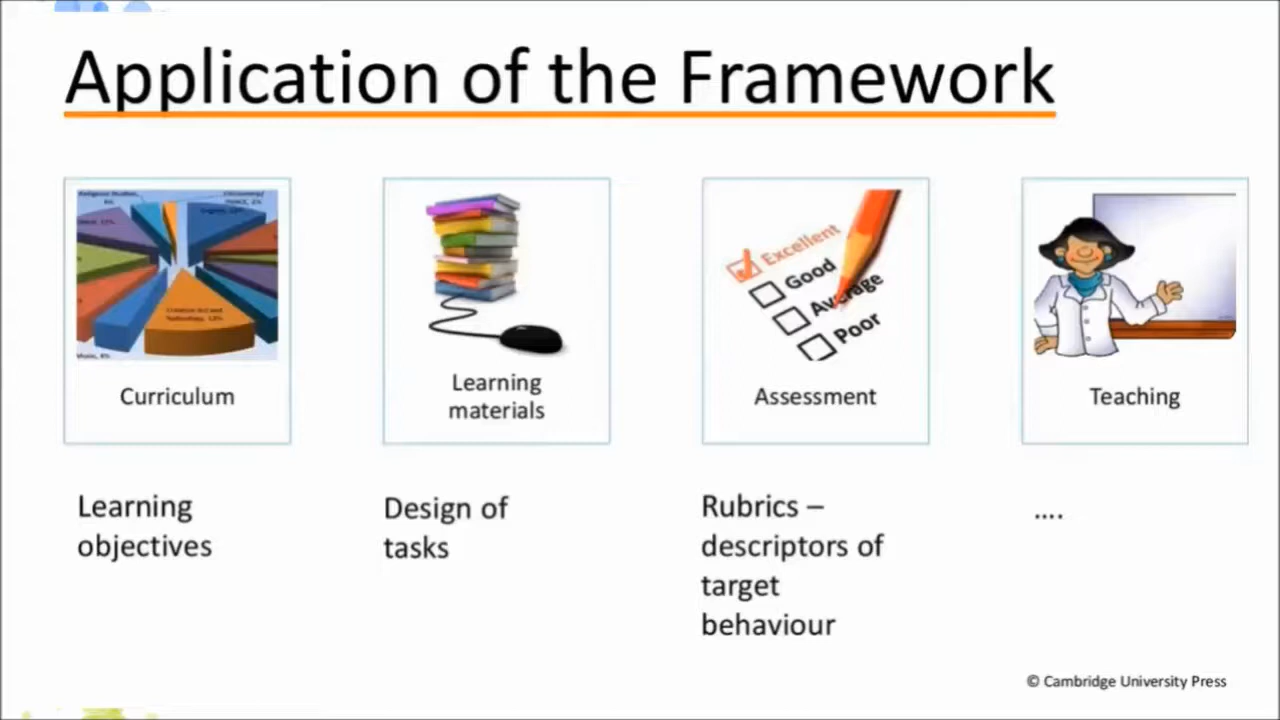 Application of the Framework
Curriculum
Learning
materials
Excellent
Good
Average
Poor
Assessment
Teaching
Learning
objectives
Design of
tasks
Rubrics –
descriptors of
target
behaviour
....
© Cambridge University Press